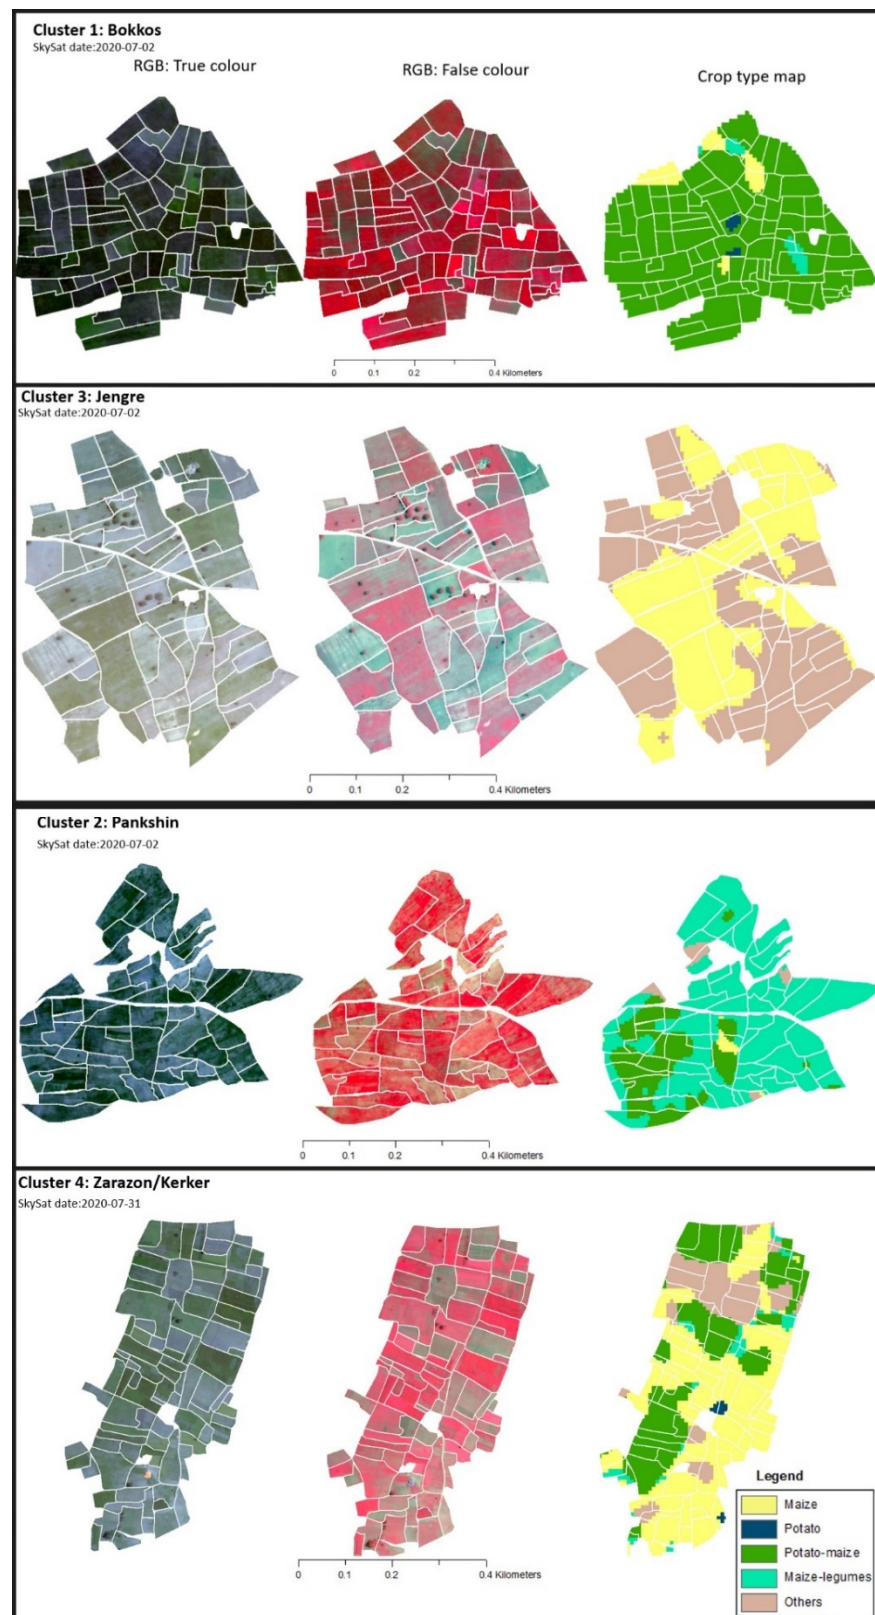 Cluster 1: Bokkos
SkySat date:2020-07-02
RGB: True colour
RGB: False colour
Crop type map
0 0.1 0.2 0.4 Kilometers
Cluster 3: Jengre
SkySat date:2020-07-02
0 0.1 0.2 0.4 Kilometers
Cluster 2: Pankshin
SkySat date:2020-07-02
0 0.1 0.2 0.4 Kilometers
Cluster 4: Zarazon/Kerker
SkySat date:2020-07-31
0 0.1 0.2 0.4 Kilometers
Legend
Maize
Potato
Potato-maize
Maize-legumes
Others